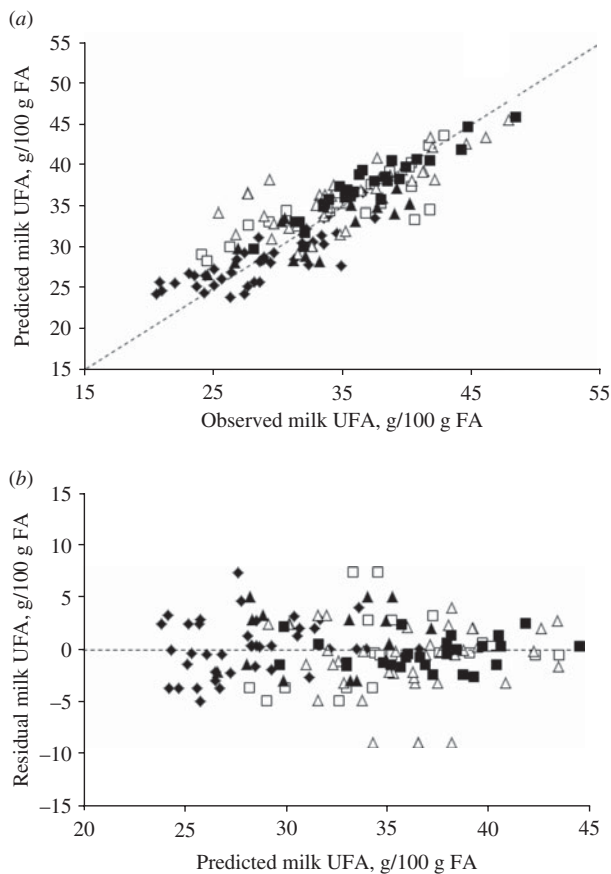 (a)
55
50
45
40
35
30
25
20
15
Predicted milk UFA, g/100 g FA
15 25 35 45 55
Observed milk UFA, g/100 g FA
(b)
15
10
5
0
–5
–10
–15
Residual milk UFA, g/100 g FA
20 25 30 35 40 45
Predicted milk UFA, g/100 g FA